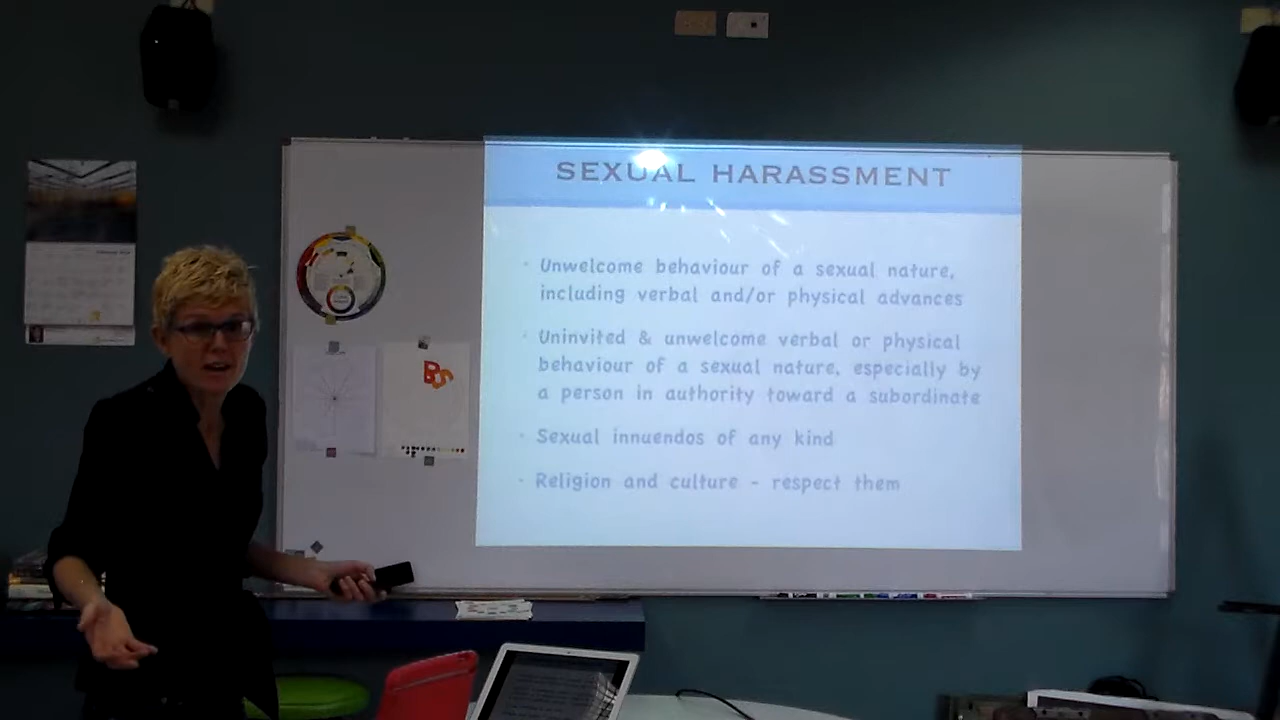 SEXUAL HARASSMENT
· Unwelcome behaviour of a sexual nature,
including verbal and/or physical advances
· Uninvited & unwelcome verbal or physical
behaviour of a sexual nature, especially by
a person in authority toward a subordinate
· Sexual innuendos of any kind
· Religion and culture - respect them
BS